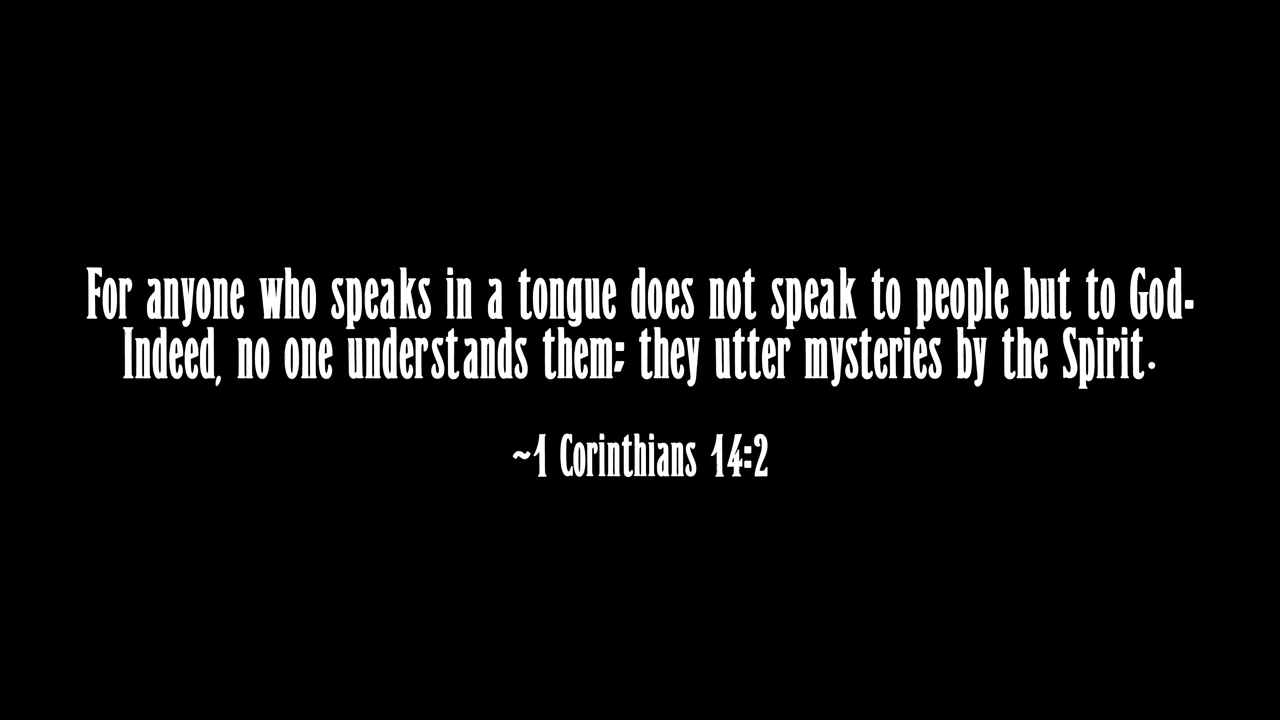 For anyone who speaks in a tongue does not speak to people but to God.
Indeed, no one understands them; they utter mysteries by the Spirit.
~1 Corinthians 14:2